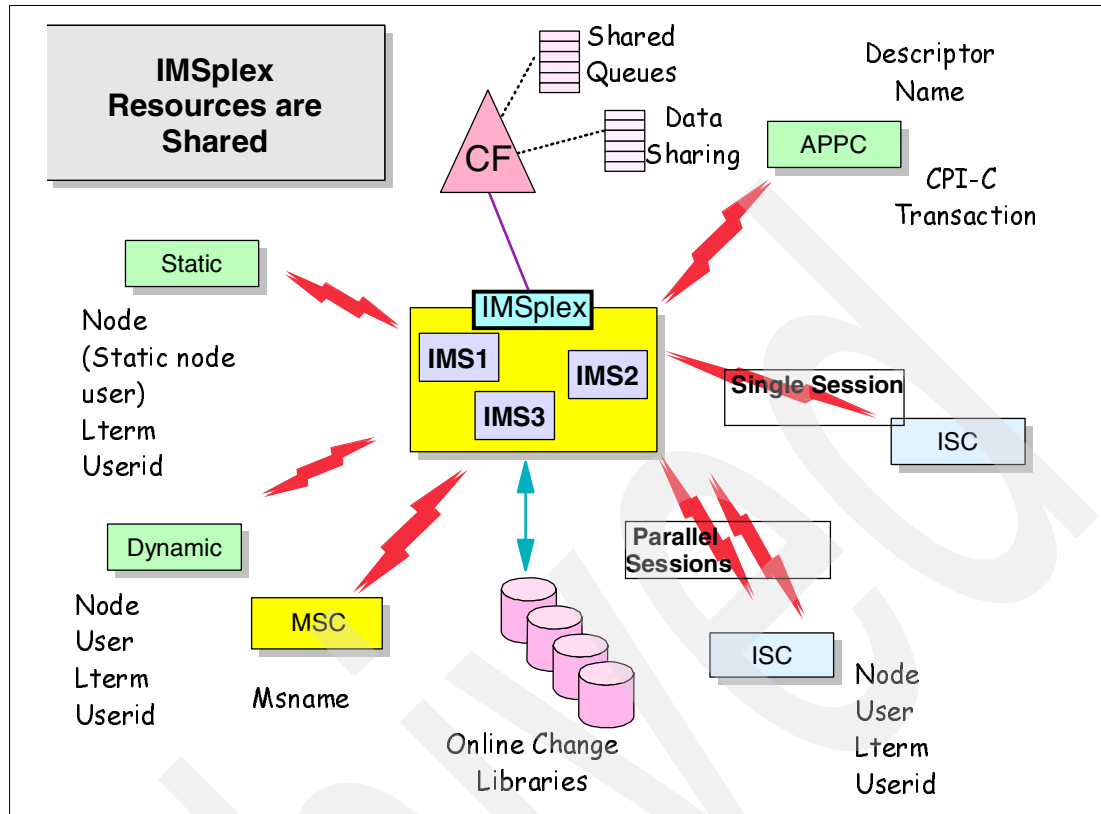 IMSplex
Resources are
Shared
Shared
Queues
Data
Sharing
CF
Descriptor
Name
APPC
CPI-C
Transaction
Static
Node
(Static node
user)
Lterm
Userid
IMSplex
IMS1
IMS2
IMS3
Single Session
ISC
Dynamic
Node
User
Lterm
Userid
MSC
Msname
Parallel
Sessions
ISC
Node
User
Lterm
Userid
Online Change
Libraries